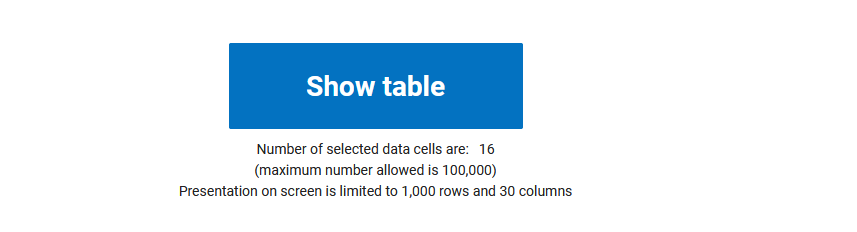 Show table
Number of selected data cells are: 16
(maximum number allowed is 100,000)
Presentation on screen is limited to 1,000 rows and 30 columns